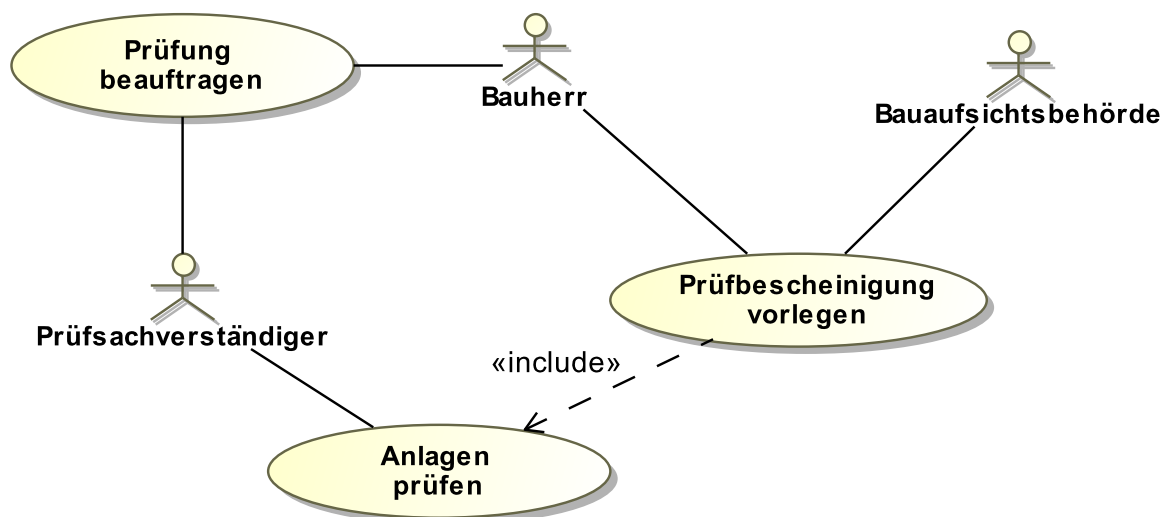 Prüfung
beauftragen
Bauherr
Bauaufsichtsbehörde
Prüfsachverständiger
Prüfbescheinigung
vorlegen
«include»
Anlagen
prüfen